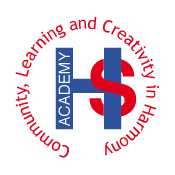 Community, Learning and Creativity in Harmony
HS
ACADEMY